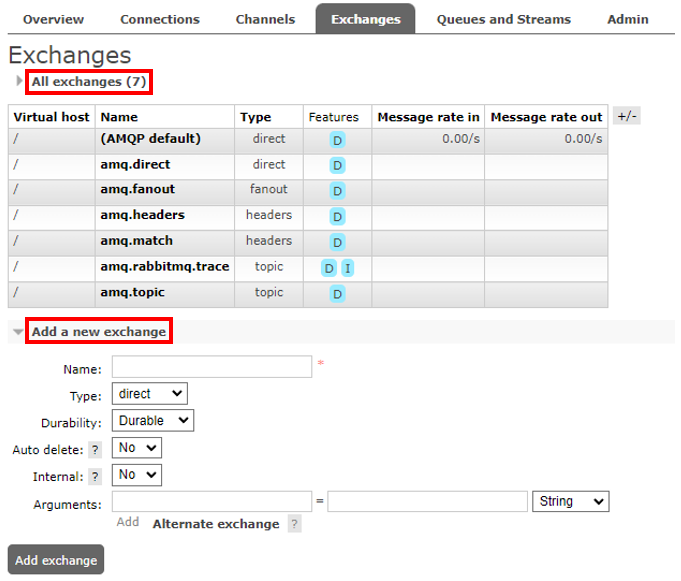 Overview Connections Channels Exchanges Queues and Streams Admin
Exchanges
All exchanges (7)
Virtual host Name Type Features Message rate in Message rate out +/-
/ (AMQP default) direct D 0.00/s 0.00/s
/ amq.direct direct D
/ amq.fanout fanout D
/ amq.headers headers D
/ amq.match headers D
/ amq.rabbitmq.trace topic D I
/ amq.topic topic D
Add a new exchange
Name: *
Type: direct
Durability: Durable
Auto delete: ? No
Internal: ? No
Arguments: = String
Add Alternate exchange ?
Add exchange